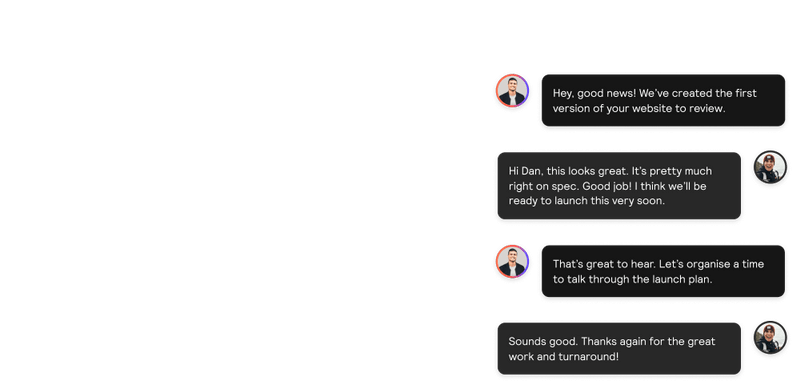 Hey, good news! We’ve created the first
version of your website to review.
Hi Dan, this looks great. It’s pretty much
right on spec. Good job! I think we’ll be
ready to launch this very soon.
That’s great to hear. Let’s organise a time
to talk through the launch plan.
Sounds good. Thanks again for the great
work and turnaround!